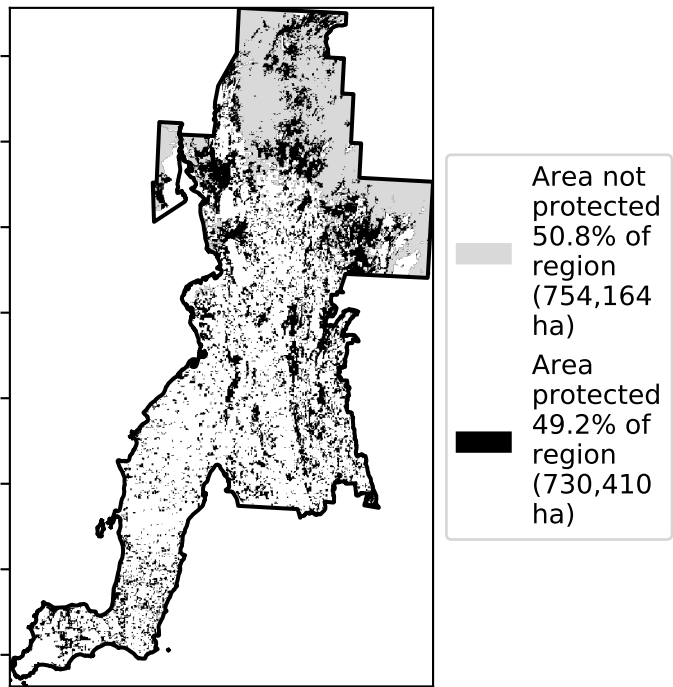 Area not
protected
50.8% of
region
(754,164
ha)
Area
protected
49.2% of
region
(730,410
ha)